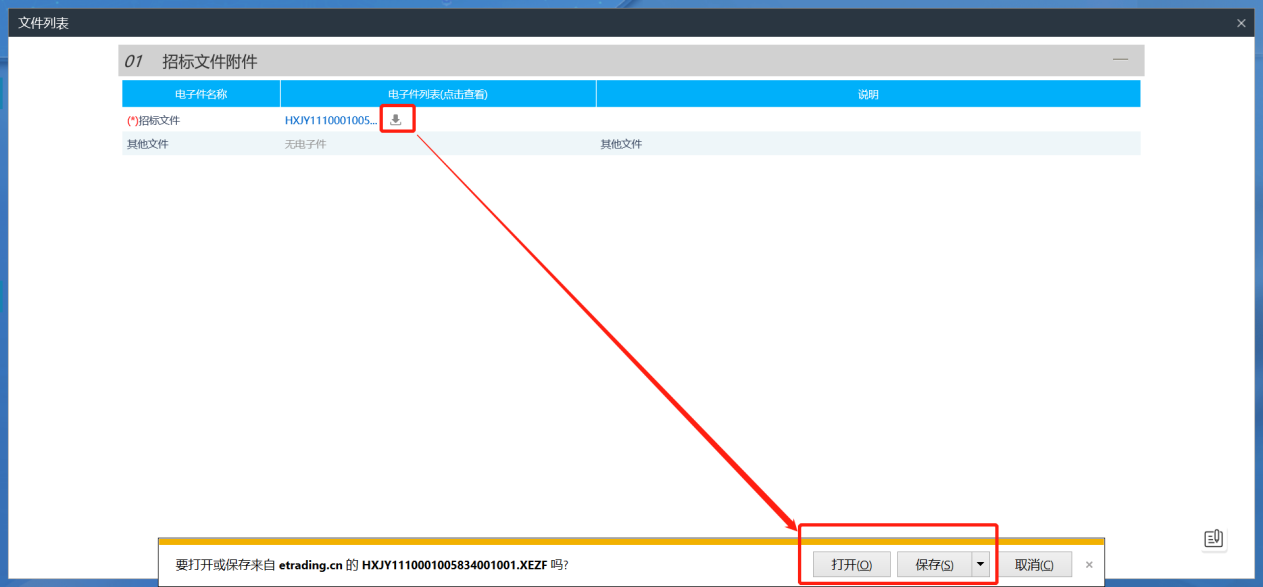 文件列表
01 招标文件附件
电子件名称 电子件列表(点击查看) 说明
(*)招标文件 HXJY1110001005...
其他文件 无电子件 其他文件
要打开或保存来自 etrading.cn 的 HXJY1110001005834001001.XEZF 吗? 打开(O) 保存(S) 取消(C)